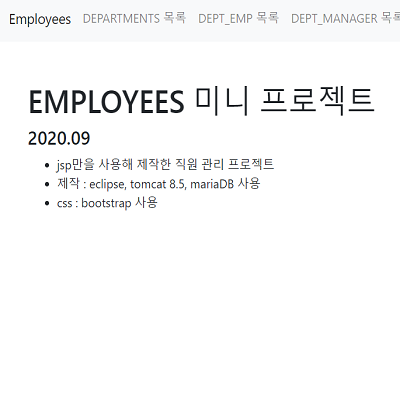 Employees DEPARTMENTS 목록 DEPT_EMP 목록 DEPT_MANAGER 목록
EMPLOYEES 미니 프로젝트
2020.09
• jsp만을 사용해 제작한 직원 관리 프로젝트
• 제작 : eclipse, tomcat 8.5, mariaDB 사용
• css : bootstrap 사용